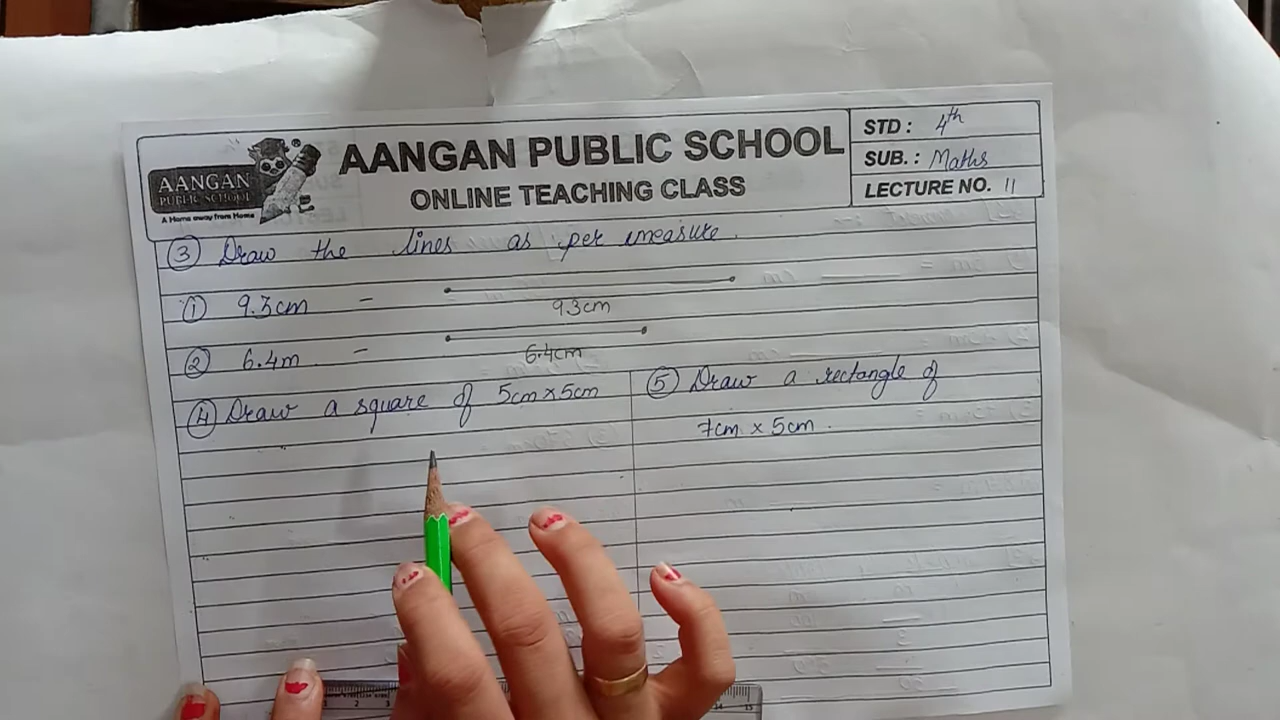 AANGAN
PUBLIC SCHOOL
A Home away from Home
AANGAN PUBLIC SCHOOL
ONLINE TEACHING CLASS
STD : 4th
SUB. : Maths
LECTURE NO. 11
③ Draw the lines as per measure.
① 9.3cm - 9.3cm
② 6.4m - 6.4cm
④ Draw a square of 5cm x 5cm
⑤ Draw a rectangle of
7cm x 5cm.